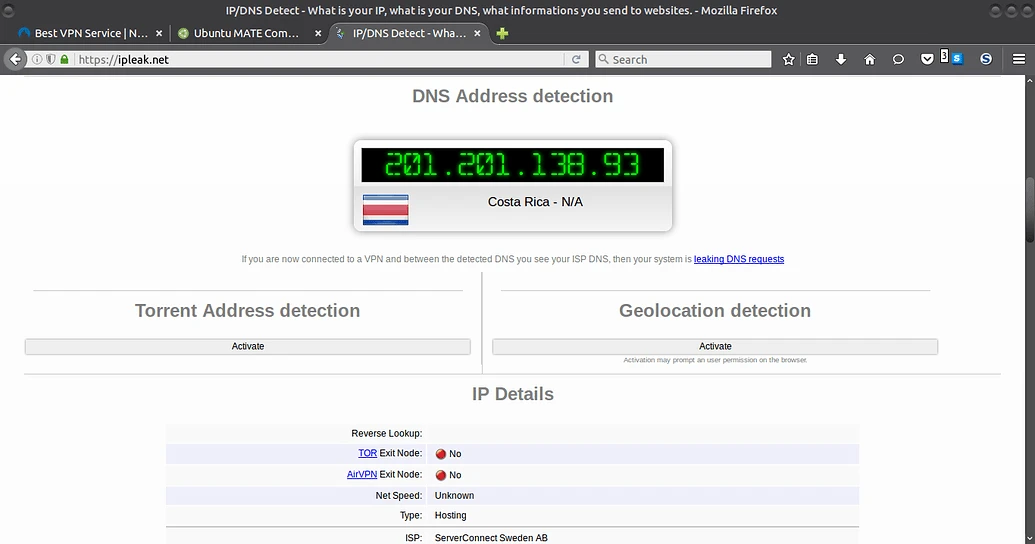 IP/DNS Detect - What is your IP, what is your DNS, what informations you send to websites. - Mozilla Firefox
Best VPN Service | N... × Ubuntu MATE Com... × IP/DNS Detect - Wha... ×
https://ipleak.net Search 3 S S
DNS Address detection
201.201.138.93
Costa Rica - N/A
If you are now connected to a VPN and between the detected DNS you see your ISP DNS, then your system is leaking DNS requests
Torrent Address detection
Activate
Geolocation detection
Activate
Activation may prompt an user permission on the browser.
IP Details
Reverse Lookup:
TOR Exit Node: No
AirVPN Exit Node: No
Net Speed: Unknown
Type: Hosting
ISP: ServerConnect Sweden AB